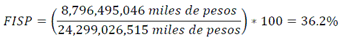 FISP = (8,796,495,046 miles de pesos / 24,299,026,515 miles de pesos) * 100 = 36.2%